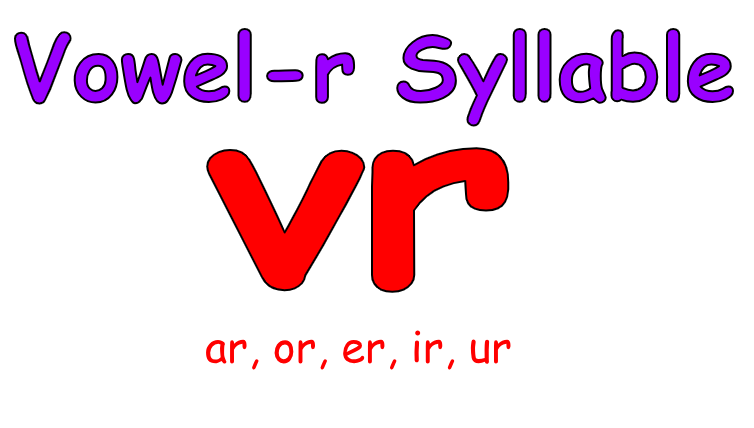 Vowel-r Syllable
vr
ar, or, er, ir, ur